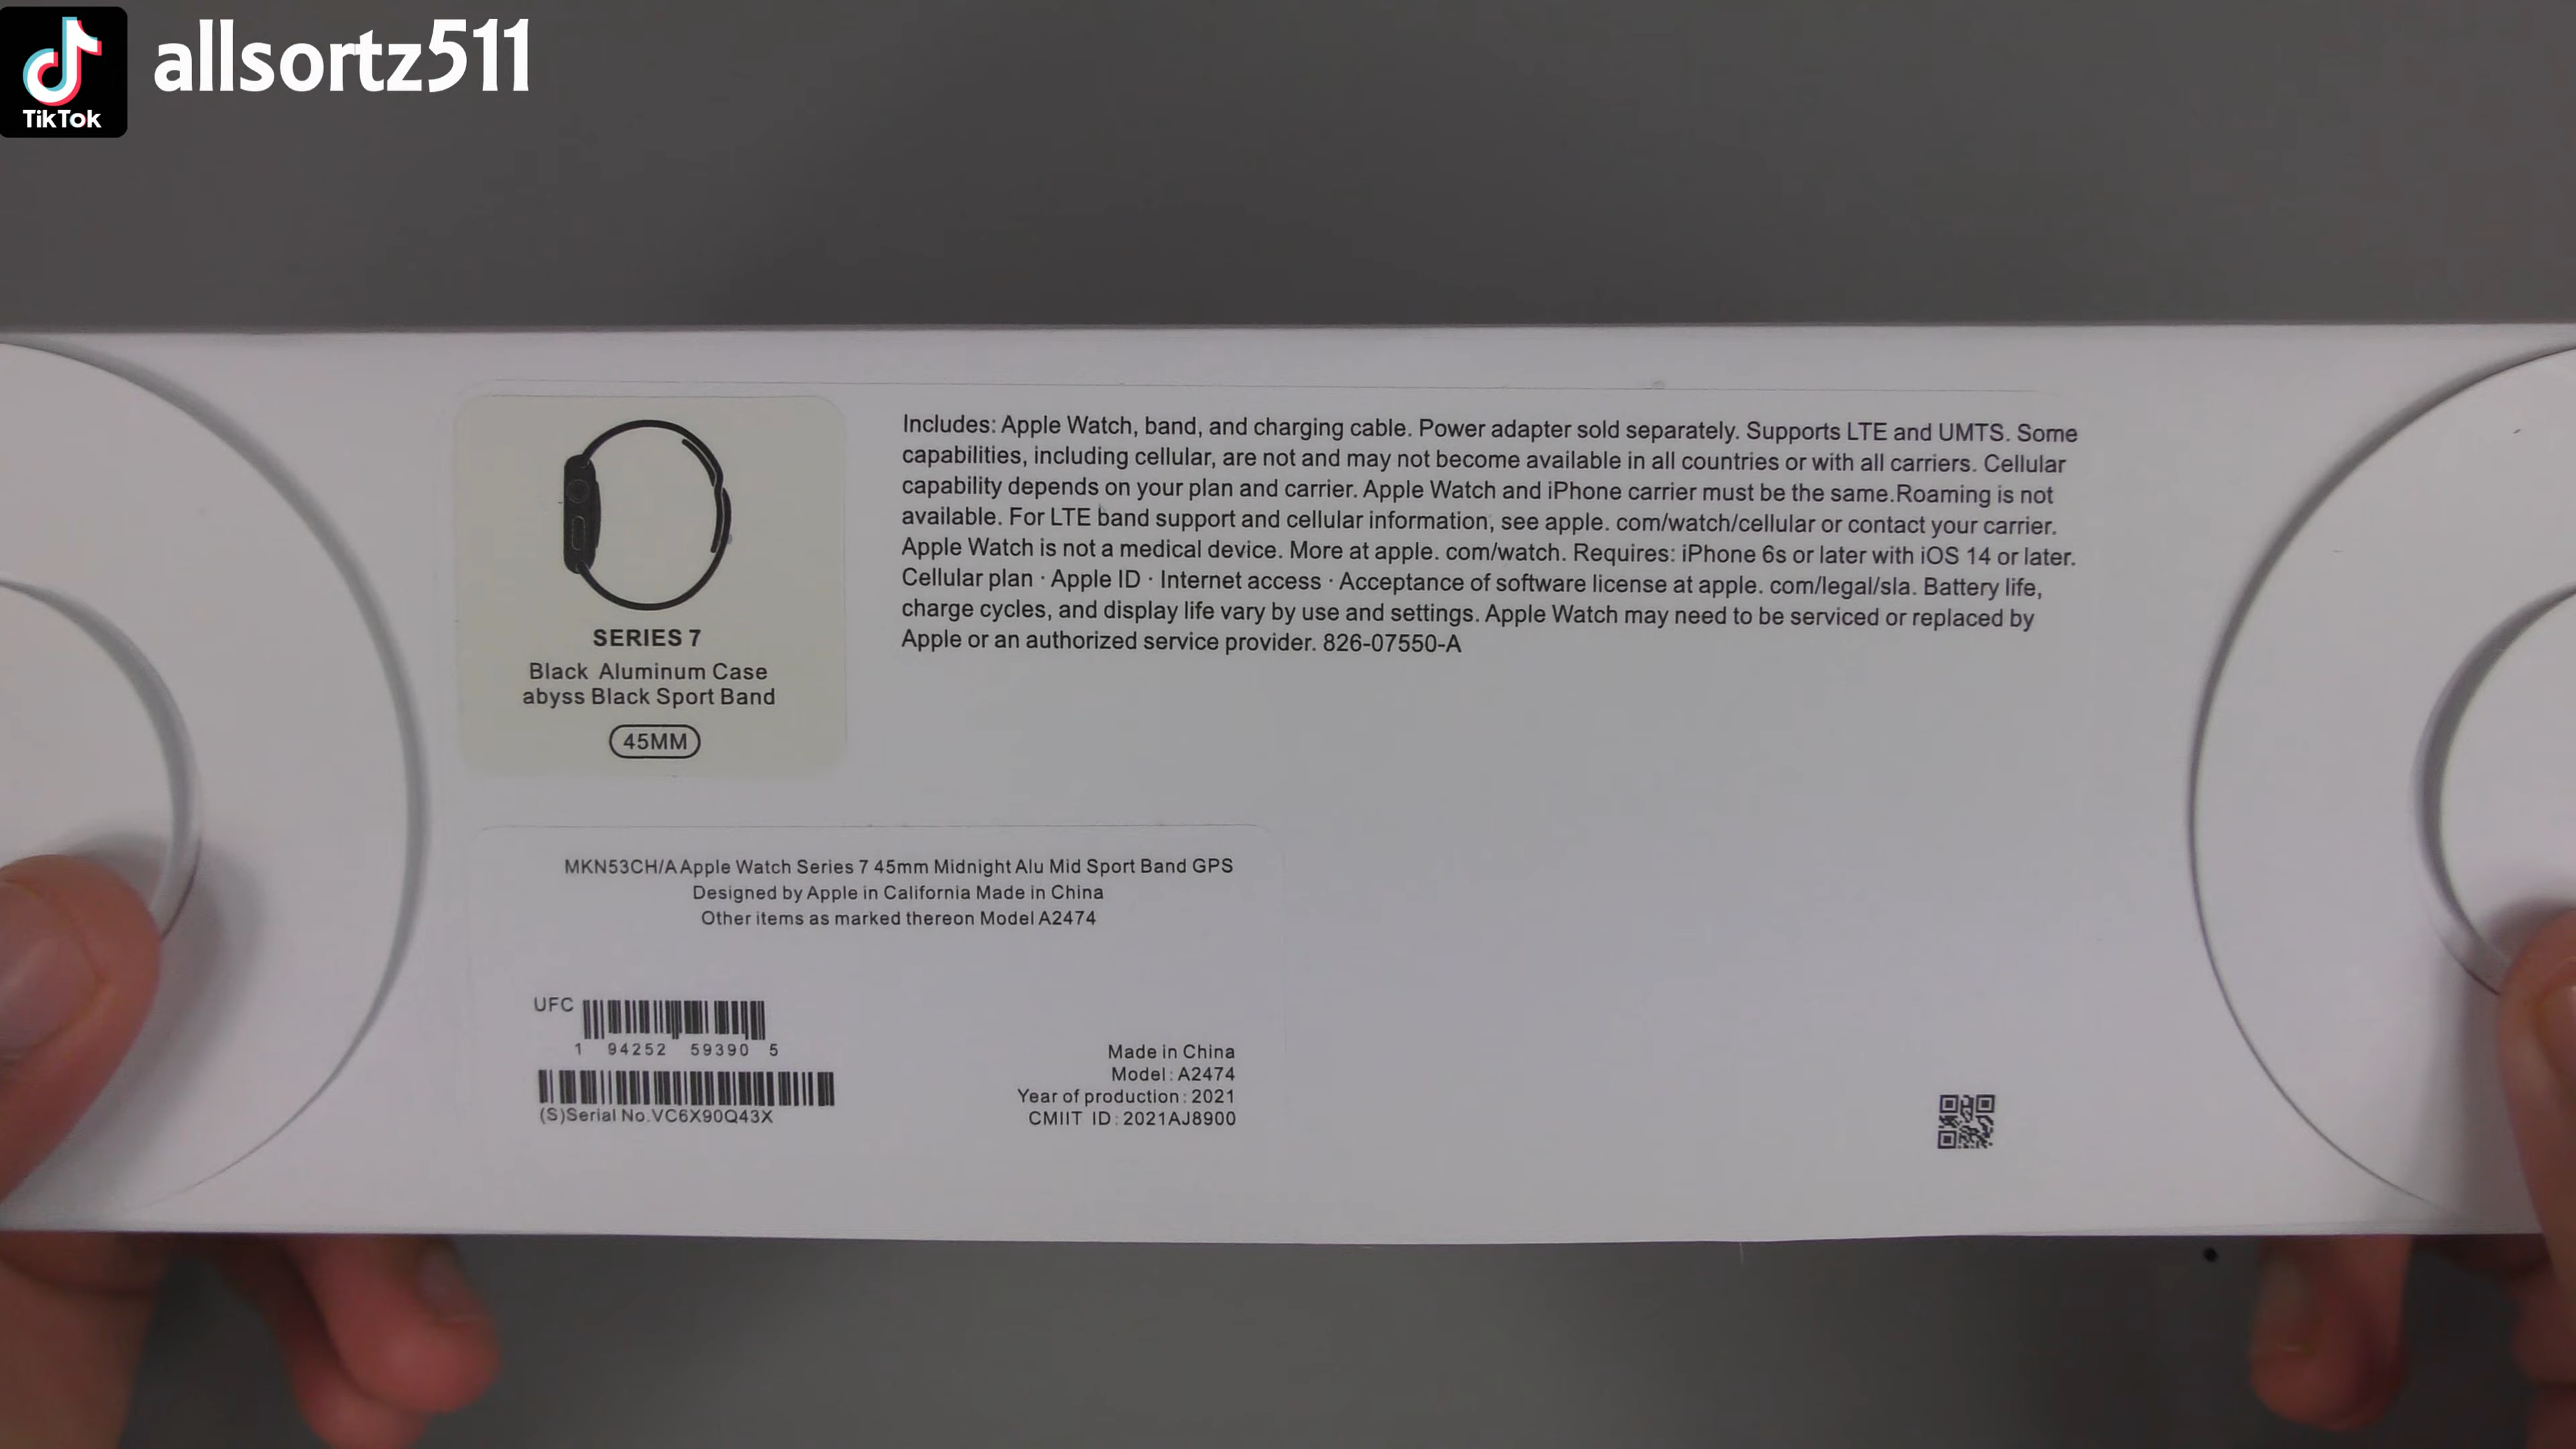 TikTok
allsortz511
SERIES 7
Black Aluminum Case
abyss Black Sport Band
45MM
Includes: Apple Watch, band, and charging cable. Power adapter sold separately. Supports LTE and UMTS. Some
capabilities, including cellular, are not and may not become available in all countries or with all carriers. Cellular
capability depends on your plan and carrier. Apple Watch and iPhone carrier must be the same.Roaming is not
available. For LTE band support and cellular information, see apple. com/watch/cellular or contact your carrier.
Apple Watch is not a medical device. More at apple. com/watch. Requires: iPhone 6s or later with iOS 14 or later.
Cellular plan · Apple ID · Internet access · Acceptance of software license at apple. com/legal/sla. Battery life,
charge cycles, and display life vary by use and settings. Apple Watch may need to be serviced or replaced by
Apple or an authorized service provider. 826-07550-A
MKN53CH/A Apple Watch Series 7 45mm Midnight Alu Mid Sport Band GPS
Designed by Apple in California Made in China
Other items as marked thereon Model A2474
UFC
1 94252 59390 5
(S)Serial No.VC6X90Q43X
Made in China
Model: A2474
Year of production: 2021
CMIIT ID: 2021AJ8900